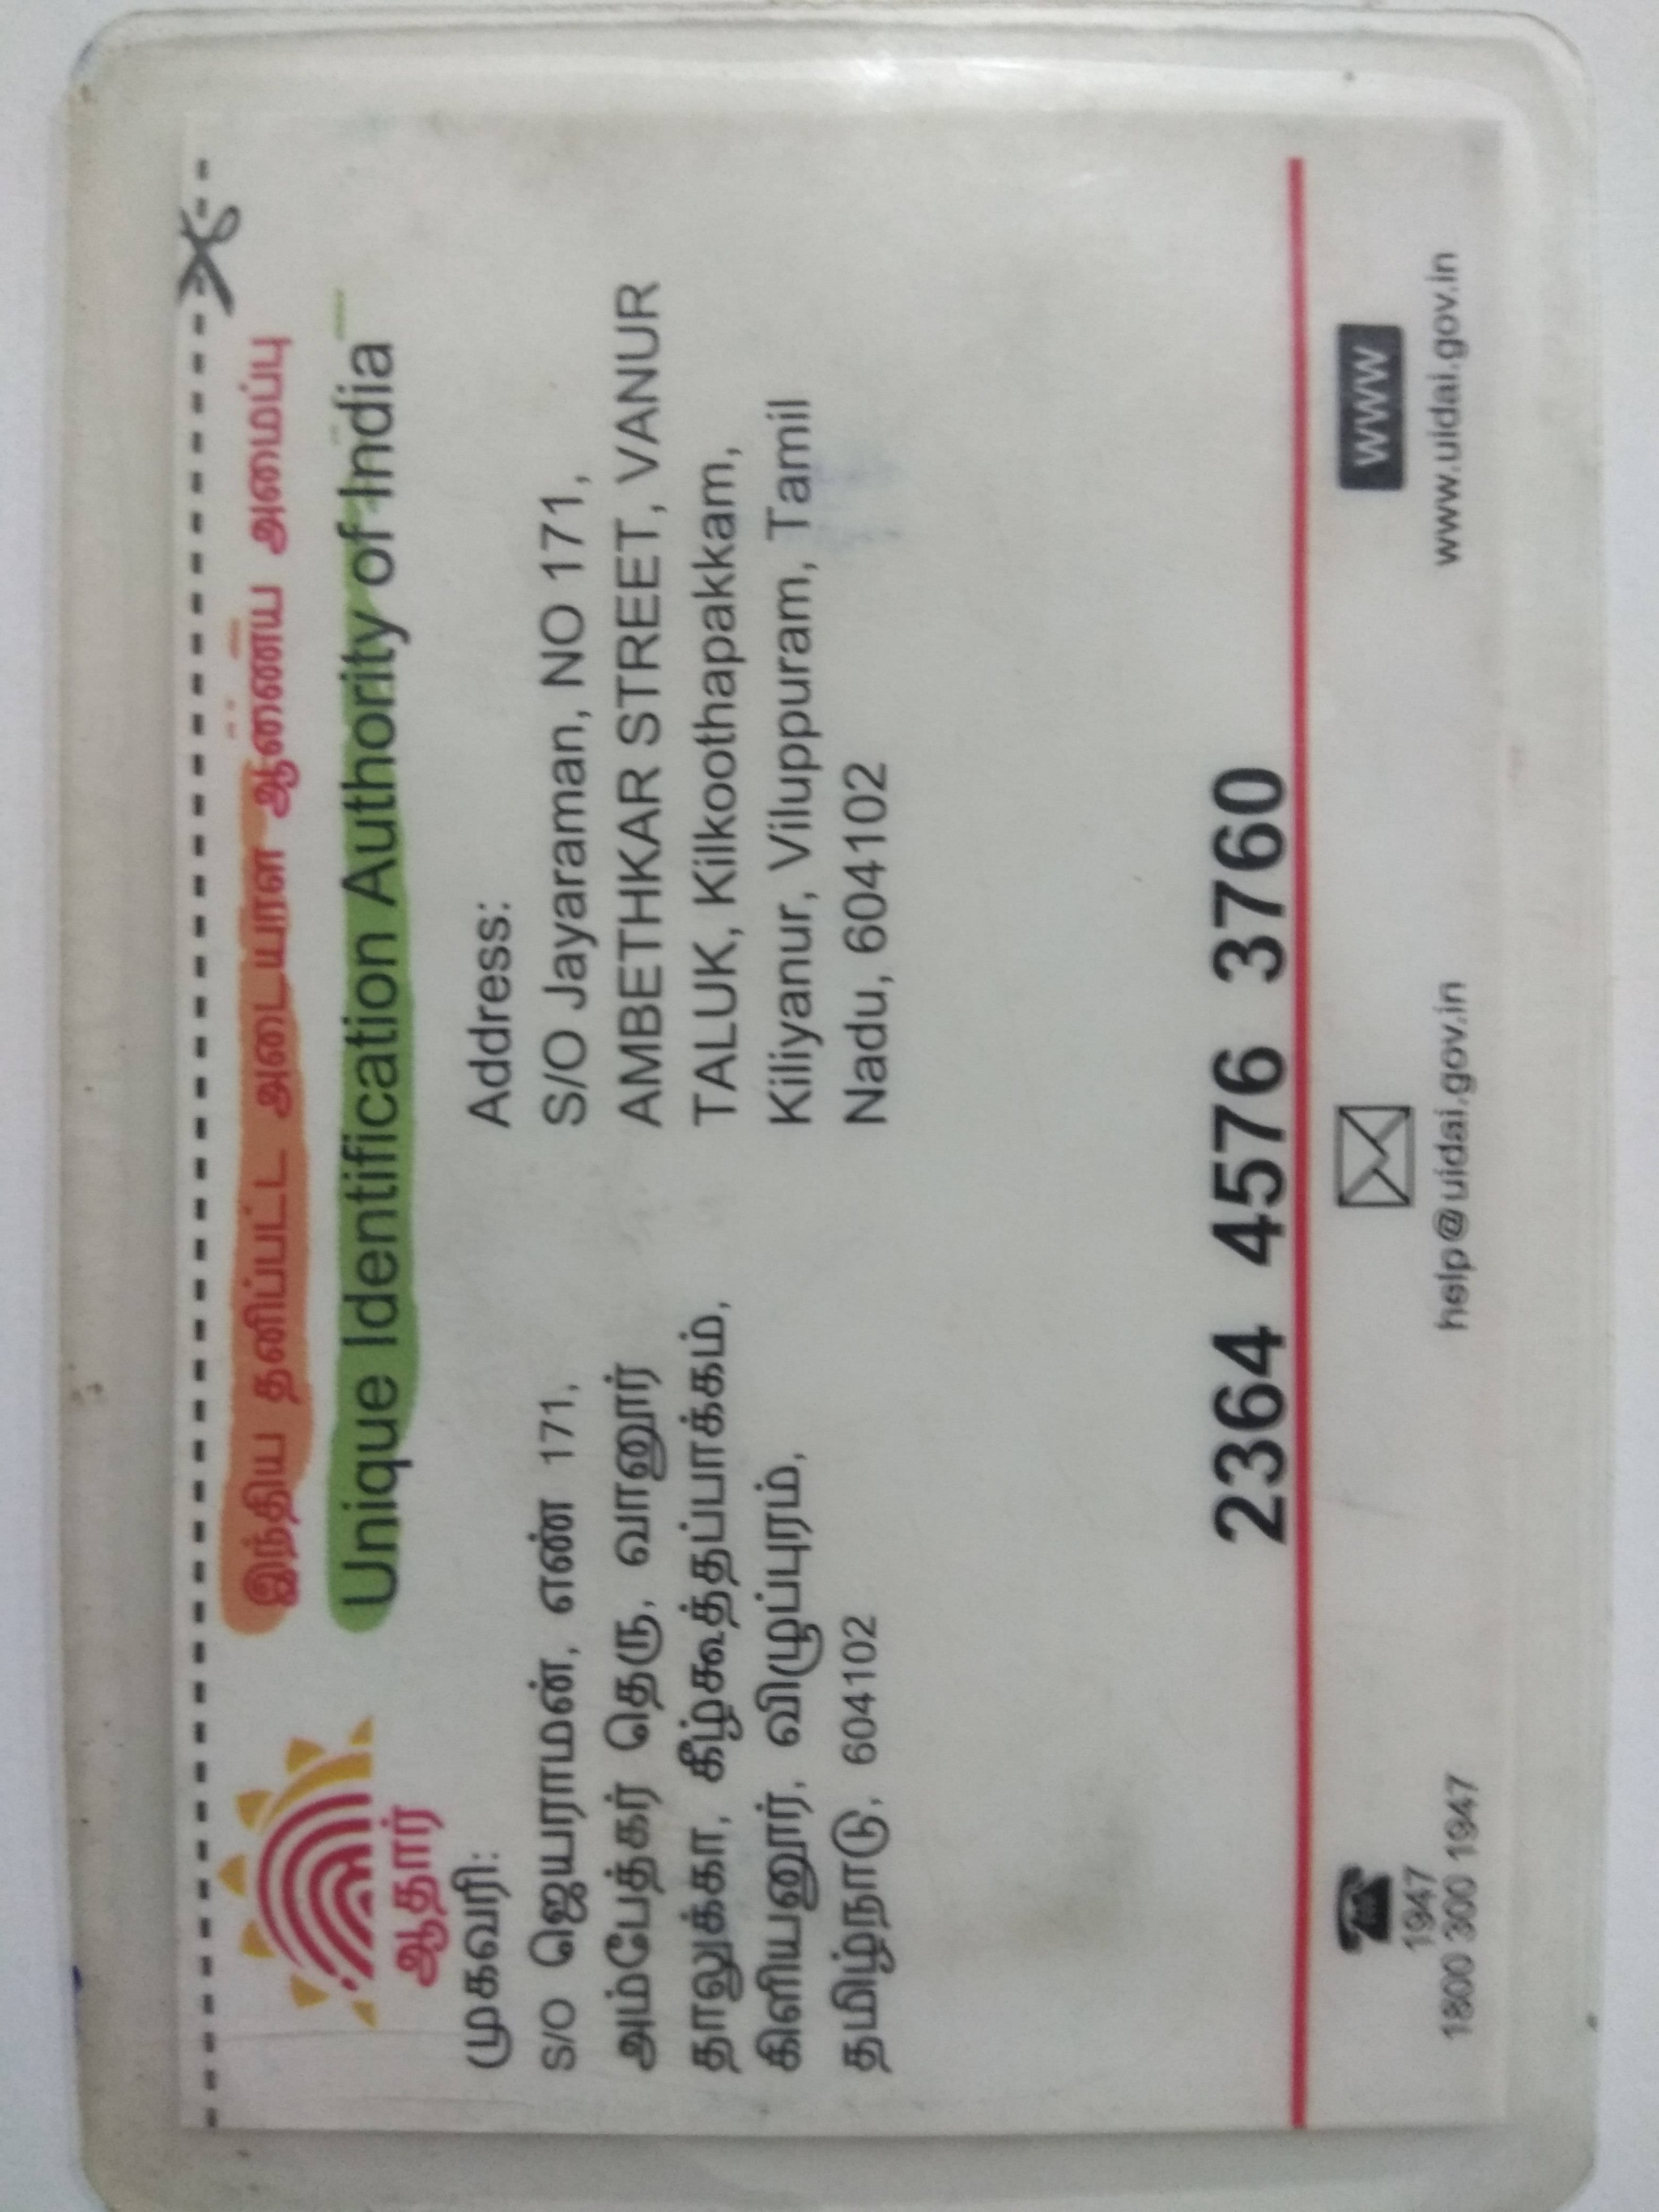 இந்திய தனிப்பட்ட அடையாள ஆணைய அமைப்பு
Unique Identification Authority of India
ஆதார்
முகவரி:
S/O ஜெயராமன், எண் 171,
அம்பேத்கர் தெரு, வானூர்
தாலுக்கா, கீழ்கூத்தப்பாக்கம்,
கிளியனூர், விழுப்புரம்,
தமிழ்நாடு, 604102
Address:
S/O Jayaraman, NO 171,
AMBETHKAR STREET, VANUR
TALUK, Kilkoothapakkam,
Kiliyanur, Viluppuram, Tamil
Nadu, 604102
2364 4576 3760
1947
1800 300 1947
help@uidai.gov.in
WWW
www.uidai.gov.in